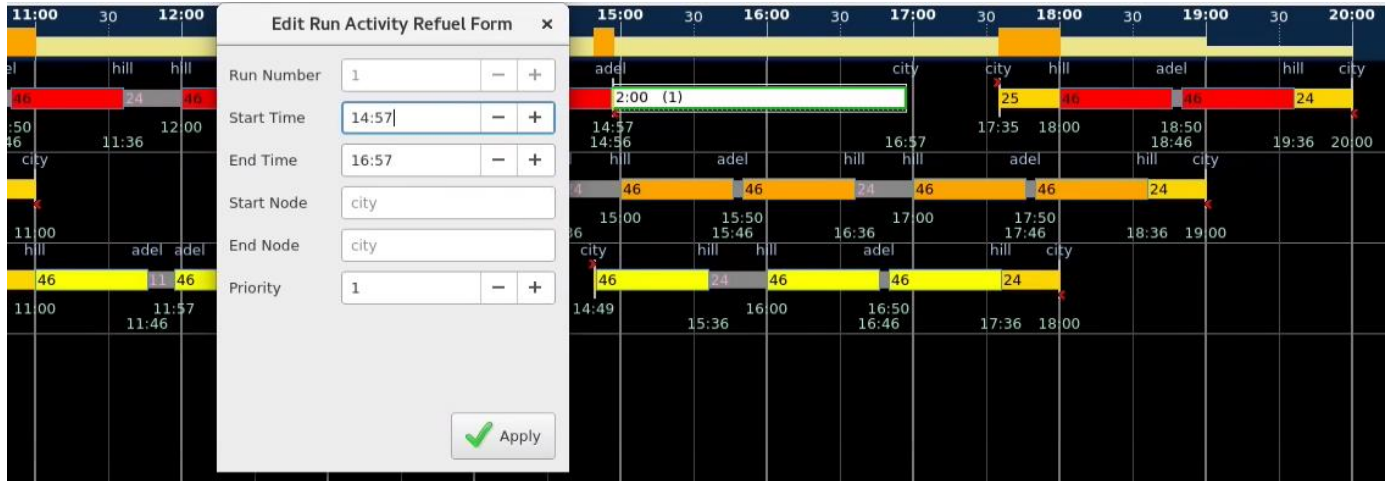 11:00 30 12:00 15:00 30 16:00 30 17:00 30 18:00 30 19:00 30 20:00
Edit Run Activity Refuel Form ×
Run Number 1 − +
Start Time 14:57 − +
End Time 16:57 − +
Start Node city
End Node city
Priority 1 − +
Apply
hill hill adel city city hill adel hill city
46 24 46 2:00 (1) 25 46 46 24
:50 12:00 14:57 17:35 18:00 18:50
46 11:36 14:56 16:57 18:46 19:36 20:00
city hill adel hill hill adel hill city
46 46 24 46 46 24
11:00 15:00 15:50 17:00 17:50
15:46 16:36 17:46 18:36 19:00
hill adel adel city hill hill adel hill city
46 11 46 46 24 46 46 24
11:00 11:57 14:49 16:00 16:50
11:46 15:36 16:46 17:36 18:00